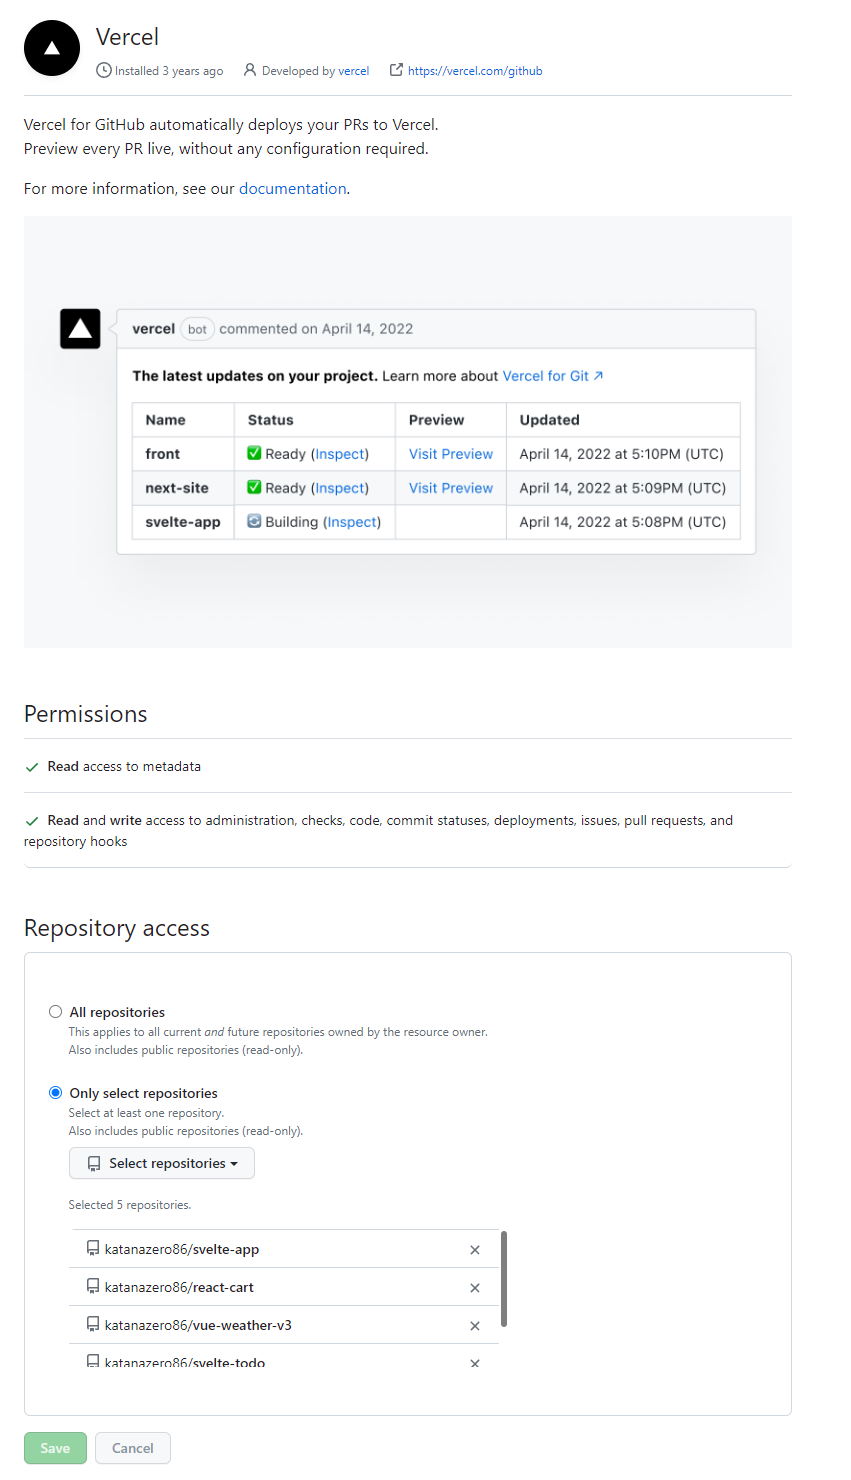 Vercel
Installed 3 years ago Developed by vercel https://vercel.com/github
Vercel for GitHub automatically deploys your PRs to Vercel.
Preview every PR live, without any configuration required.
For more information, see our documentation.
vercel bot commented on April 14, 2022
The latest updates on your project. Learn more about Vercel for Git ↗
Name Status Preview Updated
front ✅ Ready (Inspect) Visit Preview April 14, 2022 at 5:10PM (UTC)
next-site ✅ Ready (Inspect) Visit Preview April 14, 2022 at 5:09PM (UTC)
svelte-app 🔄 Building (Inspect) April 14, 2022 at 5:08PM (UTC)
Permissions
Read access to metadata
Read and write access to administration, checks, code, commit statuses, deployments, issues, pull requests, and
repository hooks
Repository access
All repositories
This applies to all current and future repositories owned by the resource owner.
Also includes public repositories (read-only).
Only select repositories
Select at least one repository.
Also includes public repositories (read-only).
Select repositories
Selected 5 repositories.
katanazero86/svelte-app
katanazero86/react-cart
katanazero86/vue-weather-v3
katanazero86/svelte-todo
Save Cancel